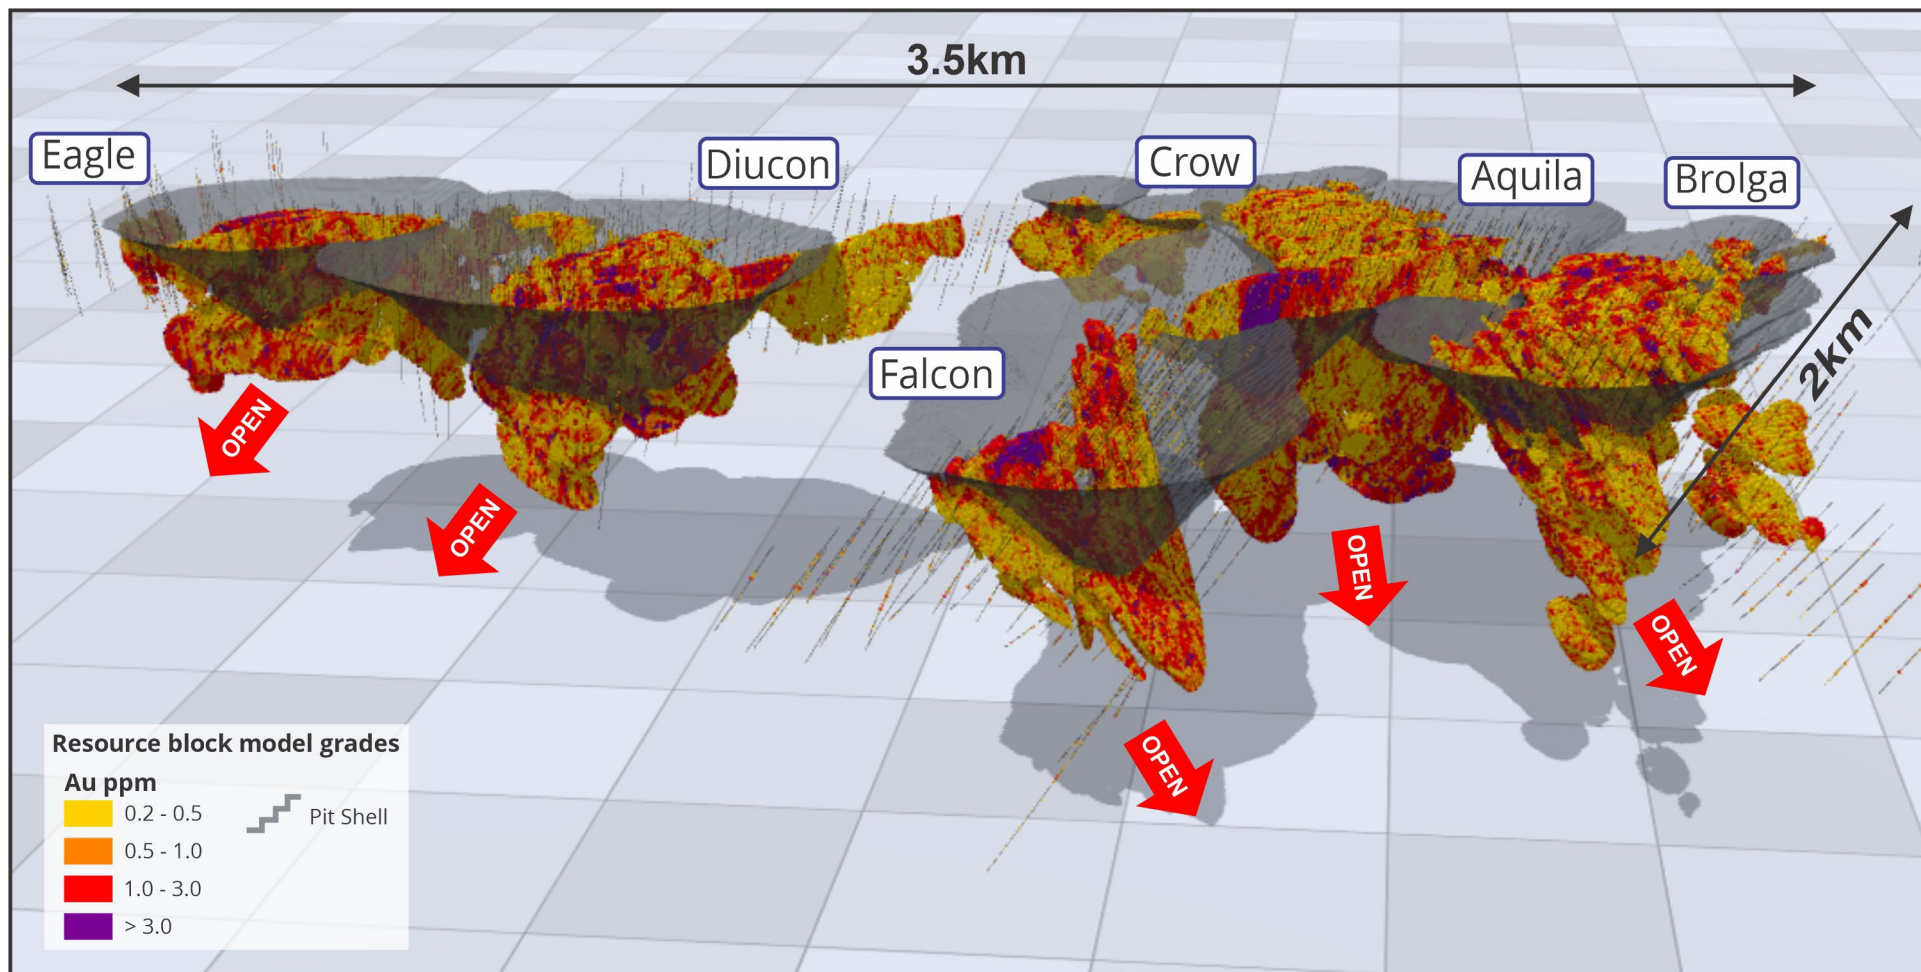 3.5km
Eagle
Diucon
Crow
Aquila
Brolga
2km
Falcon
OPEN
OPEN
OPEN
OPEN
OPEN
Resource block model grades
Au ppm
0.2 - 0.5
0.5 - 1.0
1.0 - 3.0
> 3.0
Pit Shell